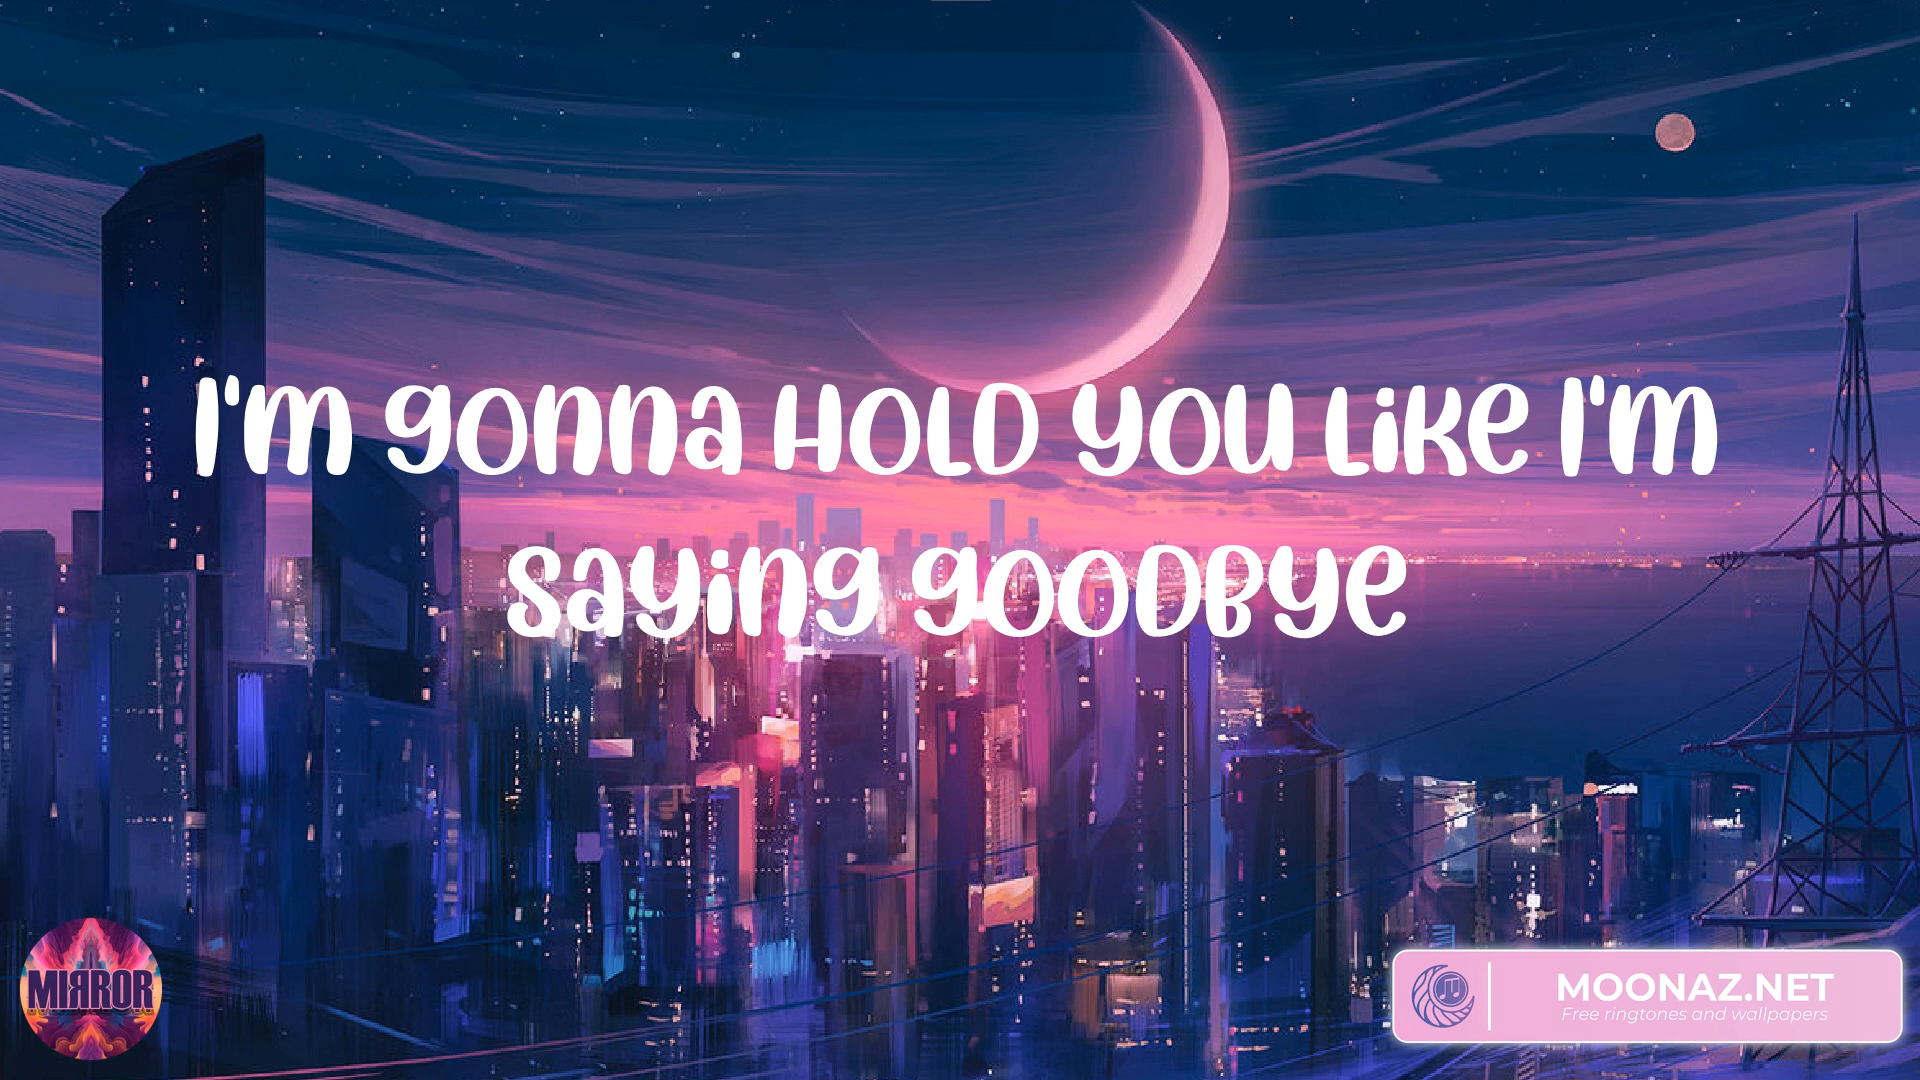 I'm gonna HOLD you Like I'm
saying gooDBye
MIRROR
MOONAZ.NET
Free ringtones and wallpapers